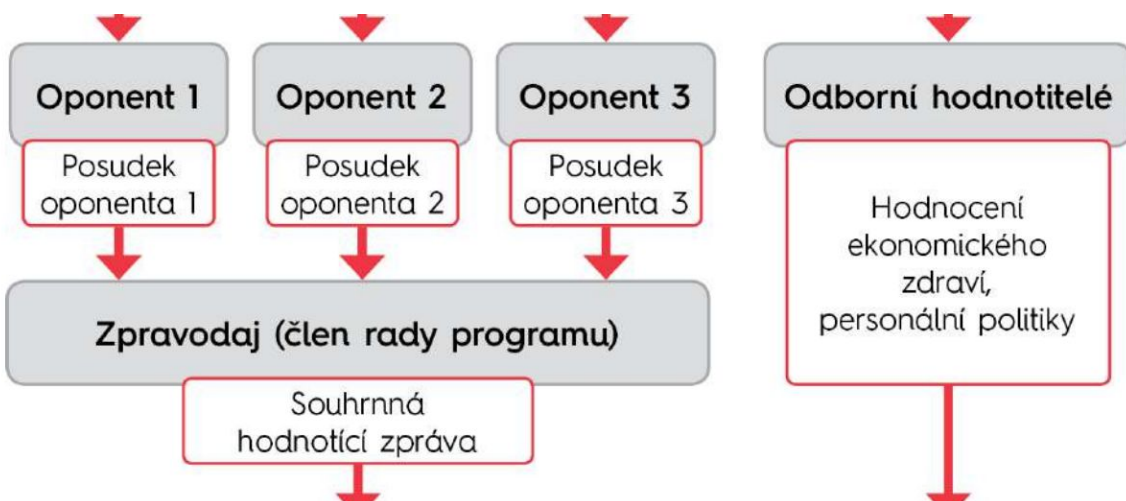 Oponent 1
Oponent 2
Oponent 3
Odborní hodnotitelé
Posudek
oponenta 1
Posudek
oponenta 2
Posudek
oponenta 3
Hodnocení
ekonomického
zdraví,
personální politiky
Zpravodaj (člen rady programu)
Souhrnná
hodnotící zpráva